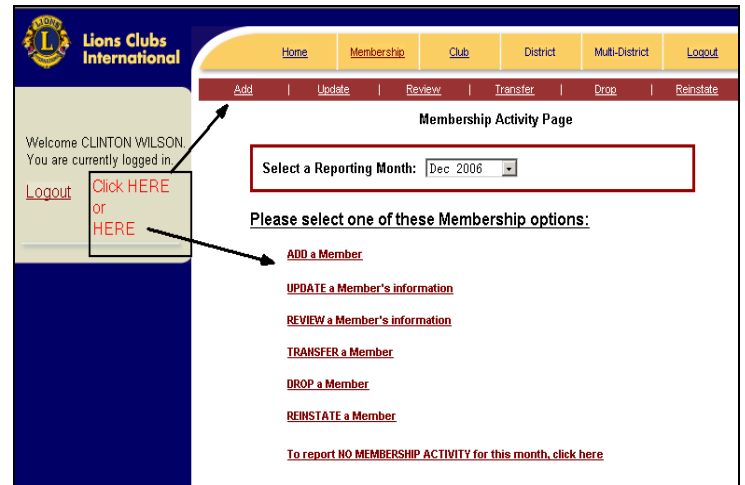 LIONS
L
INTERNATIONAL
Lions Clubs
International
Home Membership Club District Multi-District Logout
Add | Update | Review | Transfer | Drop | Reinstate
Membership Activity Page
Welcome CLINTON WILSON.
You are currently logged in.
Logout
Click HERE
or
HERE
Select a Reporting Month: Dec 2006
Please select one of these Membership options:
ADD a Member
UPDATE a Member's information
REVIEW a Member's information
TRANSFER a Member
DROP a Member
REINSTATE a Member
To report NO MEMBERSHIP ACTIVITY for this month, click here